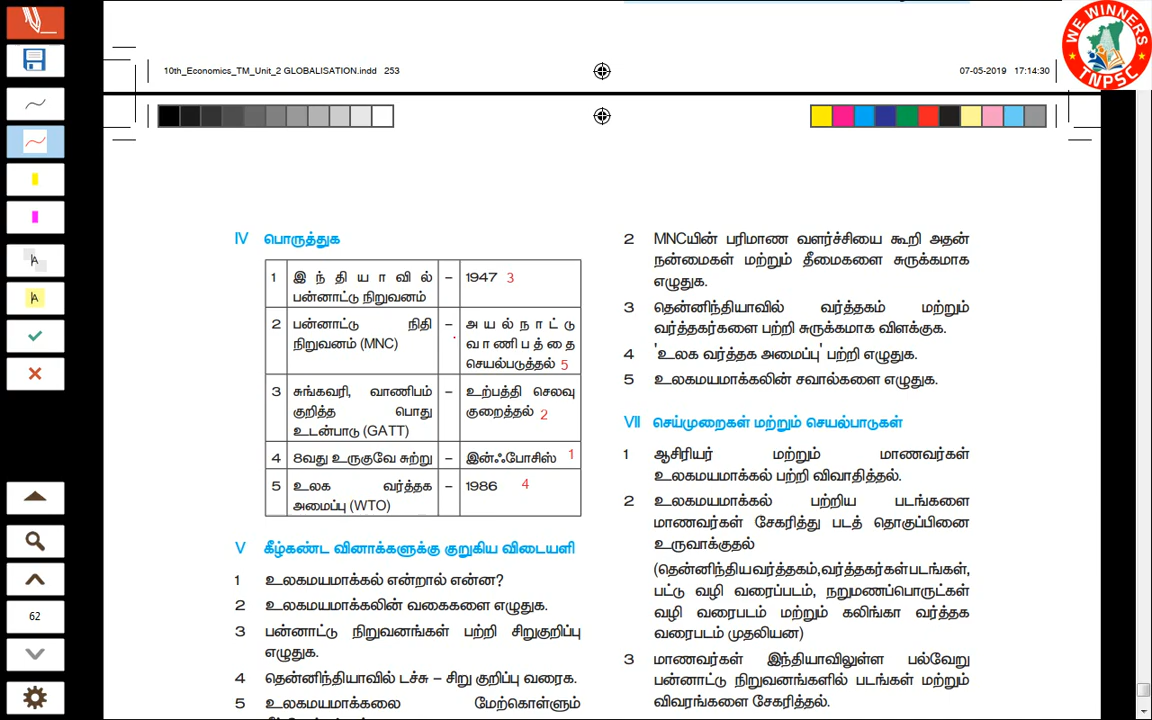 WE WINNERS
TNPSC
10th_Economics_TM_Unit_2 GLOBALISATION.indd 253
07-05-2019 17:14:30
IV பொருத்துக
1 இந்தியாவில் – 1947 3
பன்னாட்டு நிறுவனம்
2 பன்னாட்டு நிதி – அயல்நாட்டு
நிறுவனம் (MNC) வாணிபத்தை
செயல்படுத்தல் 5
3 சுங்கவரி, வாணிபம் – உற்பத்தி செலவு
குறித்த பொது குறைத்தல் 2
உடன்பாடு (GATT)
4 8வது உருகுவே சுற்று – இன்ஃபோசிஸ் 1
5 உலக வர்த்தக – 1986 4
அமைப்பு (WTO)
V கீழ்கண்ட வினாக்களுக்கு குறுகிய விடையளி
1 உலகமயமாக்கல் என்றால் என்ன?
2 உலகமயமாக்கலின் வகைகளை எழுதுக.
3 பன்னாட்டு நிறுவனங்கள் பற்றி சிறுகுறிப்பு
எழுதுக.
4 தென்னிந்தியாவில் டச்சு – சிறு குறிப்பு வரைக.
5 உலகமயமாக்கலை மேற்கொள்ளும்
2 MNCயின் பரிமாண வளர்ச்சியை கூறி அதன்
நன்மைகள் மற்றும் தீமைகளை சுருக்கமாக
எழுதுக.
3 தென்னிந்தியாவில் வர்த்தகம் மற்றும்
வர்த்தகர்களை பற்றி சுருக்கமாக விளக்குக.
4 'உலக வர்த்தக அமைப்பு' பற்றி எழுதுக.
5 உலகமயமாக்கலின் சவால்களை எழுதுக.
VII செய்முறைகள் மற்றும் செயல்பாடுகள்
1 ஆசிரியர் மற்றும் மாணவர்கள்
உலகமயமாக்கல் பற்றி விவாதித்தல்.
2 உலகமயமாக்கல் பற்றிய படங்களை
மாணவர்கள் சேகரித்து படத் தொகுப்பினை
உருவாக்குதல்
(தென்னிந்தியவர்த்தகம்,வர்த்தகர்கள்படங்கள்,
பட்டு வழி வரைப்படம், நறுமணப்பொருட்கள்
வழி வரைபடம் மற்றும் கலிங்கா வர்த்தக
வரைபடம் முதலியன)
3 மாணவர்கள் இந்தியாவிலுள்ள பல்வேறு
பன்னாட்டு நிறுவனங்களில் படங்கள் மற்றும்
விவரங்களை சேகரித்தல்.
62